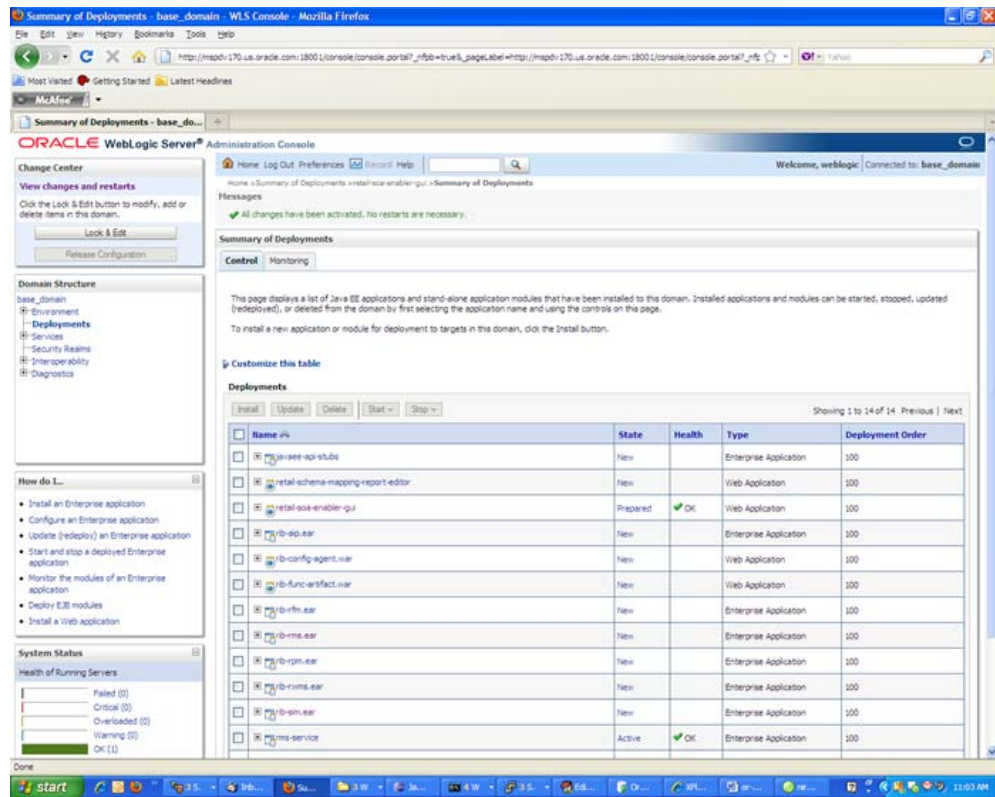 Summary of Deployments - base_domain - WLS Console - Mozilla Firefox
File Edit View History Bookmarks Tools Help
Yahoo
Most Visited Getting Started Latest Headlines
McAfee
Summary of Deployments - base_do...
ORACLE WebLogic Server® Administration Console
Change Center
View changes and restarts
Click the Lock & Edit button to modify, add or
delete items in this domain.
Lock & Edit
Release Configuration
Domain Structure
base_domain
Environment
Deployments
Services
Security Realms
Interoperability
Diagnostics
How do I...
Install an Enterprise application
Configure an Enterprise application
Update (redeploy) an Enterprise application
Start and stop a deployed Enterprise
application
Monitor the modules of an Enterprise
application
Deploy EJB modules
Install a Web application
System Status
Health of Running Servers
Failed (0)
Critical (0)
Overloaded (0)
Warning (0)
OK (1)
Home Log Out Preferences Record Help
Welcome, weblogic Connected to: base_domain
Home >Summary of Deployments >retail-soa-enabler-gui >Summary of Deployments
Messages
All changes have been activated. No restarts are necessary.
Summary of Deployments
Control Monitoring
This page displays a list of Java EE applications and stand-alone application modules that have been installed to this domain. Installed applications and modules can be started, stopped, updated
(redeployed), or deleted from the domain by first selecting the application name and using the controls on this page.
To install a new application or module for deployment to targets in this domain, click the Install button.
Customize this table
Deployments
Install Update Delete Start Stop Showing 1 to 14 of 14 Previous | Next
Name State Health Type Deployment Order
javaee-api-stubs New Enterprise Application 100
retail-schema-mapping-report-editor New Web Application 100
retail-soa-enabler-gui Prepared OK Web Application 100
rib-aip.ear New Enterprise Application 100
rib-config-agent.war New Web Application 100
rib-func-artifact.war New Web Application 100
rib-rfm.ear New Enterprise Application 100
rib-rms.ear New Enterprise Application 100
rib-rpm.ear New Enterprise Application 100
rib-rwms.ear New Enterprise Application 100
rib-sim.ear New Enterprise Application 100
rms-service Active OK Enterprise Application 100
Done
start 11:03 AM